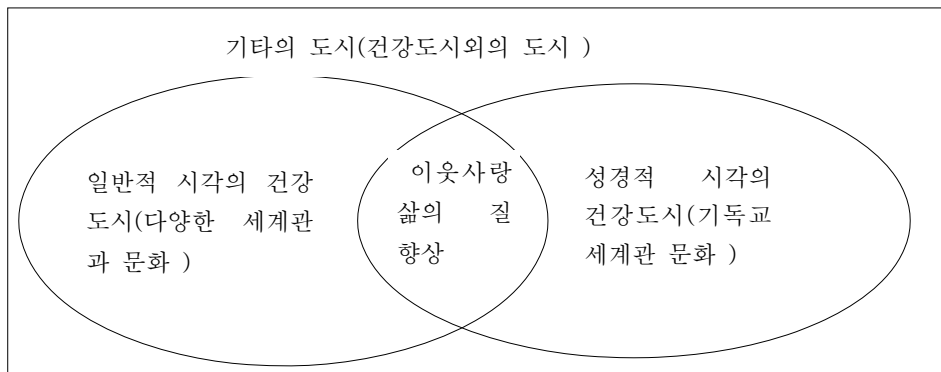 기타의 도시(건강도시외의 도시 )
일반적 시각의 건강
도시(다양한 세계관
과 문화 )
이웃사랑
삶의 질
향상
성경적 시각의
건강도시(기독교
세계관 문화 )